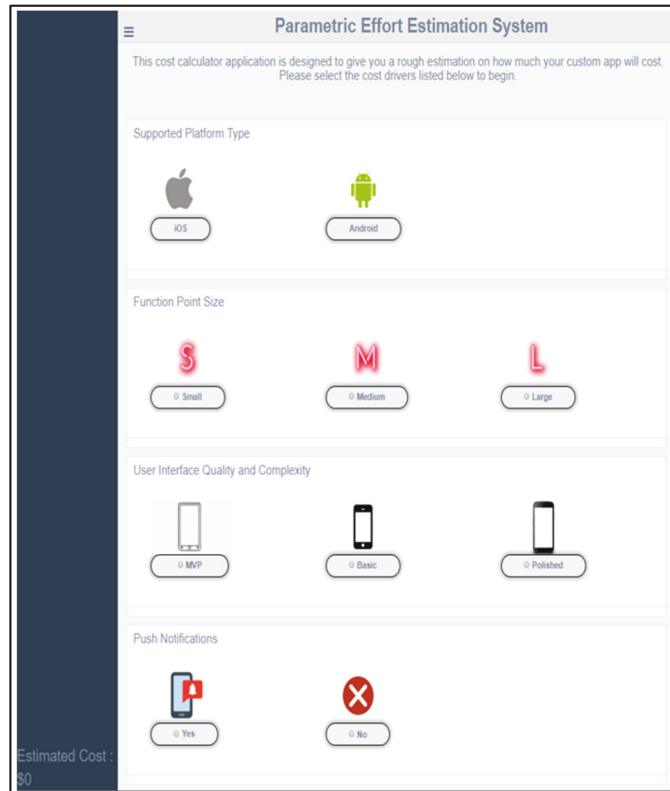 Parametric Effort Estimation System
This cost calculator application is designed to give you a rough estimation on how much your custom app will cost.
Please select the cost drivers listed below to begin.
Supported Platform Type
iOS
Android
Function Point Size
S
M
L
Small
Medium
Large
User Interface Quality and Complexity
MVP
Basic
Polished
Push Notifications
Yes
No
Estimated Cost :
$0